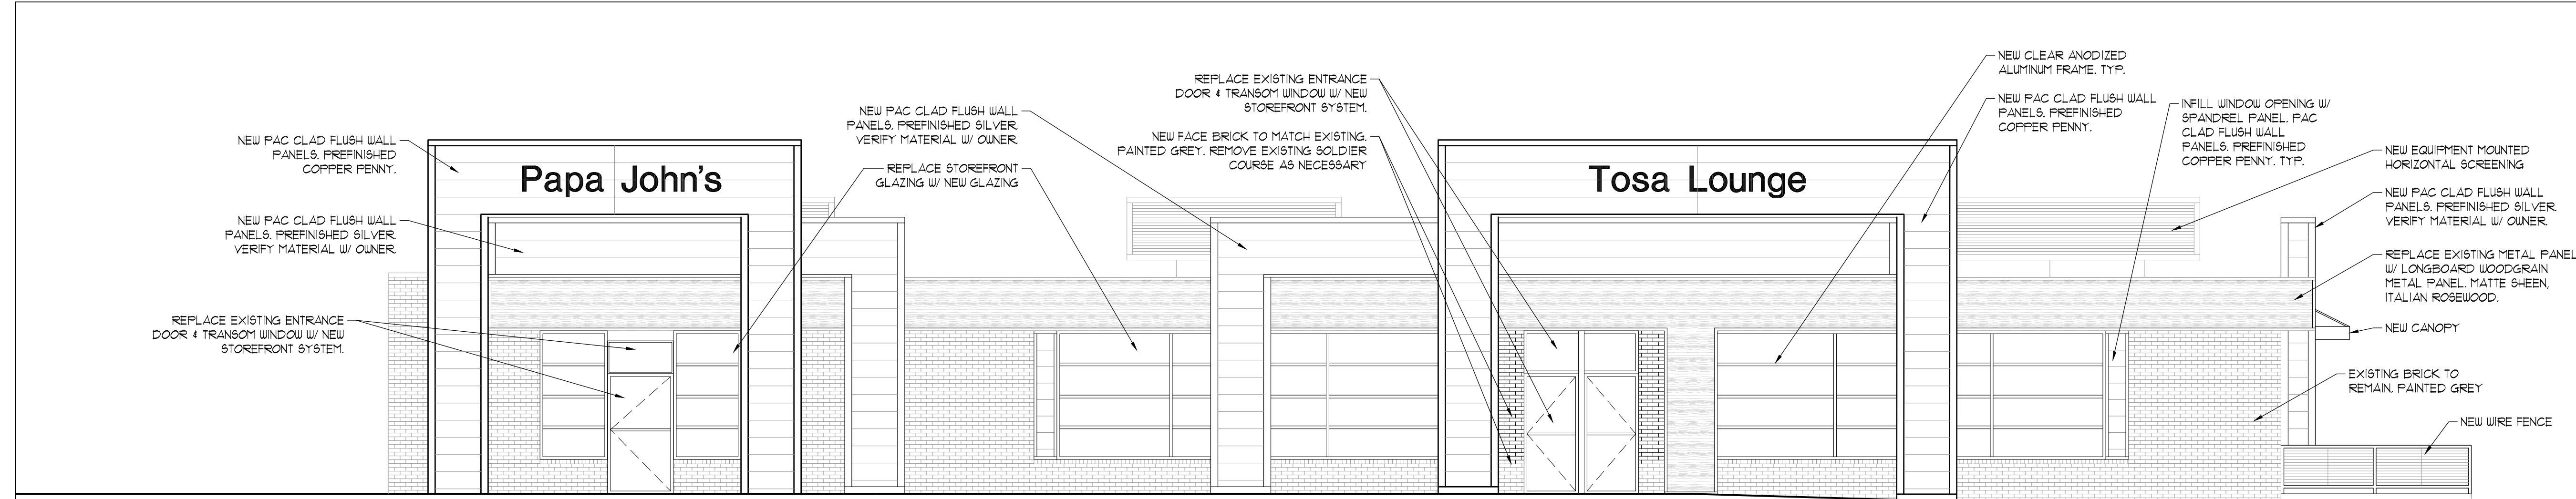 NEW PAC CLAD FLUSH WALL
PANELS. PREFINISHED
COPPER PENNY.
NEW PAC CLAD FLUSH WALL
PANELS. PREFINISHED SILVER.
VERIFY MATERIAL W/ OWNER.
REPLACE EXISTING ENTRANCE
DOOR & TRANSOM WINDOW W/ NEW
STOREFRONT SYSTEM.
Papa John's
NEW PAC CLAD FLUSH WALL
PANELS. PREFINISHED SILVER.
VERIFY MATERIAL W/ OWNER.
REPLACE STOREFRONT
GLAZING W/ NEW GLAZING
REPLACE EXISTING ENTRANCE
DOOR & TRANSOM WINDOW W/ NEW
STOREFRONT SYSTEM.
NEW FACE BRICK TO MATCH EXISTING.
PAINTED GREY. REMOVE EXISTING SOLDIER
COURSE AS NECESSARY
Tosa Lounge
NEW CLEAR ANODIZED
ALUMINUM FRAME. TYP.
NEW PAC CLAD FLUSH WALL
PANELS. PREFINISHED
COPPER PENNY.
INFILL WINDOW OPENING W/
SPANDREL PANEL. PAC
CLAD FLUSH WALL
PANELS. PREFINISHED
COPPER PENNY. TYP.
NEW EQUIPMENT MOUNTED
HORIZONTAL SCREENING
NEW PAC CLAD FLUSH WALL
PANELS. PREFINISHED SILVER.
VERIFY MATERIAL W/ OWNER.
REPLACE EXISTING METAL PANEL
W/ LONGBOARD WOODGRAIN
METAL PANEL. MATTE SHEEN,
ITALIAN ROSEWOOD.
NEW CANOPY
EXISTING BRICK TO
REMAIN. PAINTED GREY
NEW WIRE FENCE